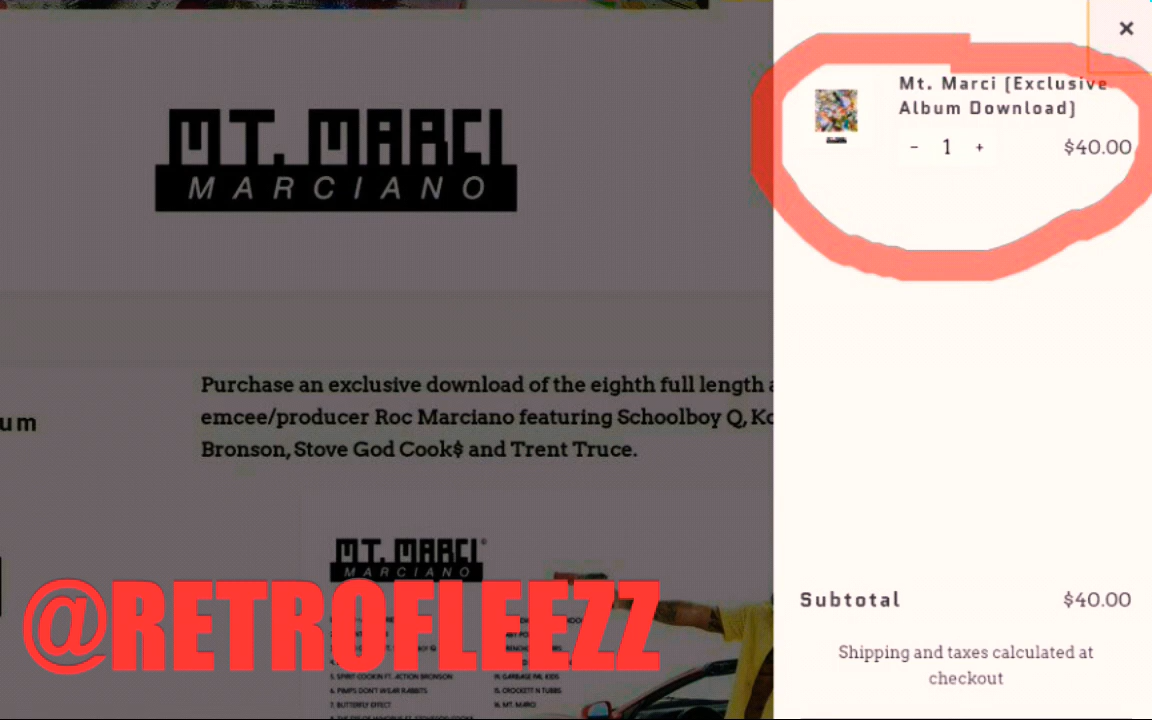 MT. MARCI
MARCIANO
×
Mt. Marci (Exclusive
Album Download)
- 1 +
$40.00
um
Purchase an exclusive download of the eighth full length
emcee/producer Roc Marciano featuring Schoolboy Q,
Bronson, Stove God Cook$ and Trent Truce.
MT. MARCI
MARCIANO
@RETROFLEEZZ
5. SPIRIT COOKIN FT. ACTION BRONSON
6. PIMPS DON'T WEAR RABBITS
7. BUTTERFLY EFFECT
14. GARBAGE PAIL KIDS
15. CROCKETT N TUBBS
16. MT. MARCI
Subtotal
$40.00
Shipping and taxes calculated at
checkout